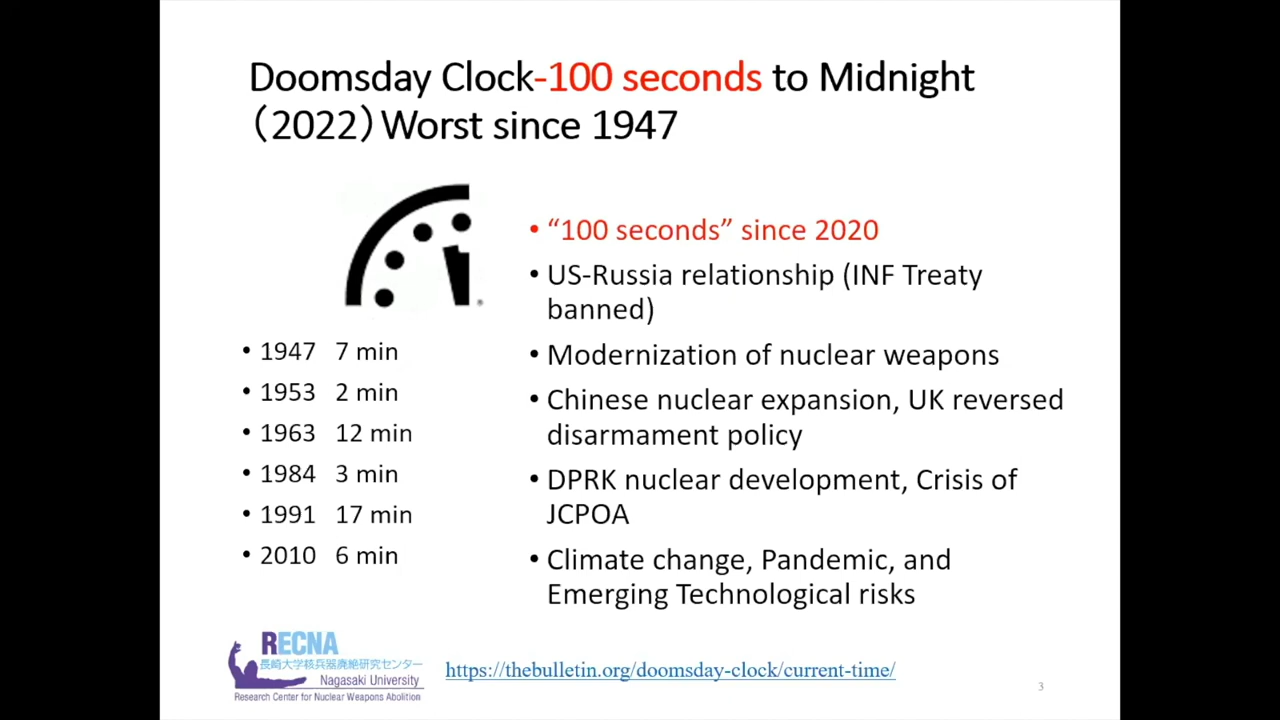 Doomsday Clock-100 seconds to Midnight
（2022）Worst since 1947
• “100 seconds” since 2020
• US-Russia relationship (INF Treaty
banned)
• Modernization of nuclear weapons
• Chinese nuclear expansion, UK reversed
disarmament policy
• DPRK nuclear development, Crisis of
JCPOA
• Climate change, Pandemic, and
Emerging Technological risks
• 1947 7 min
• 1953 2 min
• 1963 12 min
• 1984 3 min
• 1991 17 min
• 2010 6 min
RECNA
長崎大学核兵器廃絶研究センター
Nagasaki University
Research Center for Nuclear Weapons Abolition
https://thebulletin.org/doomsday-clock/current-time/
3